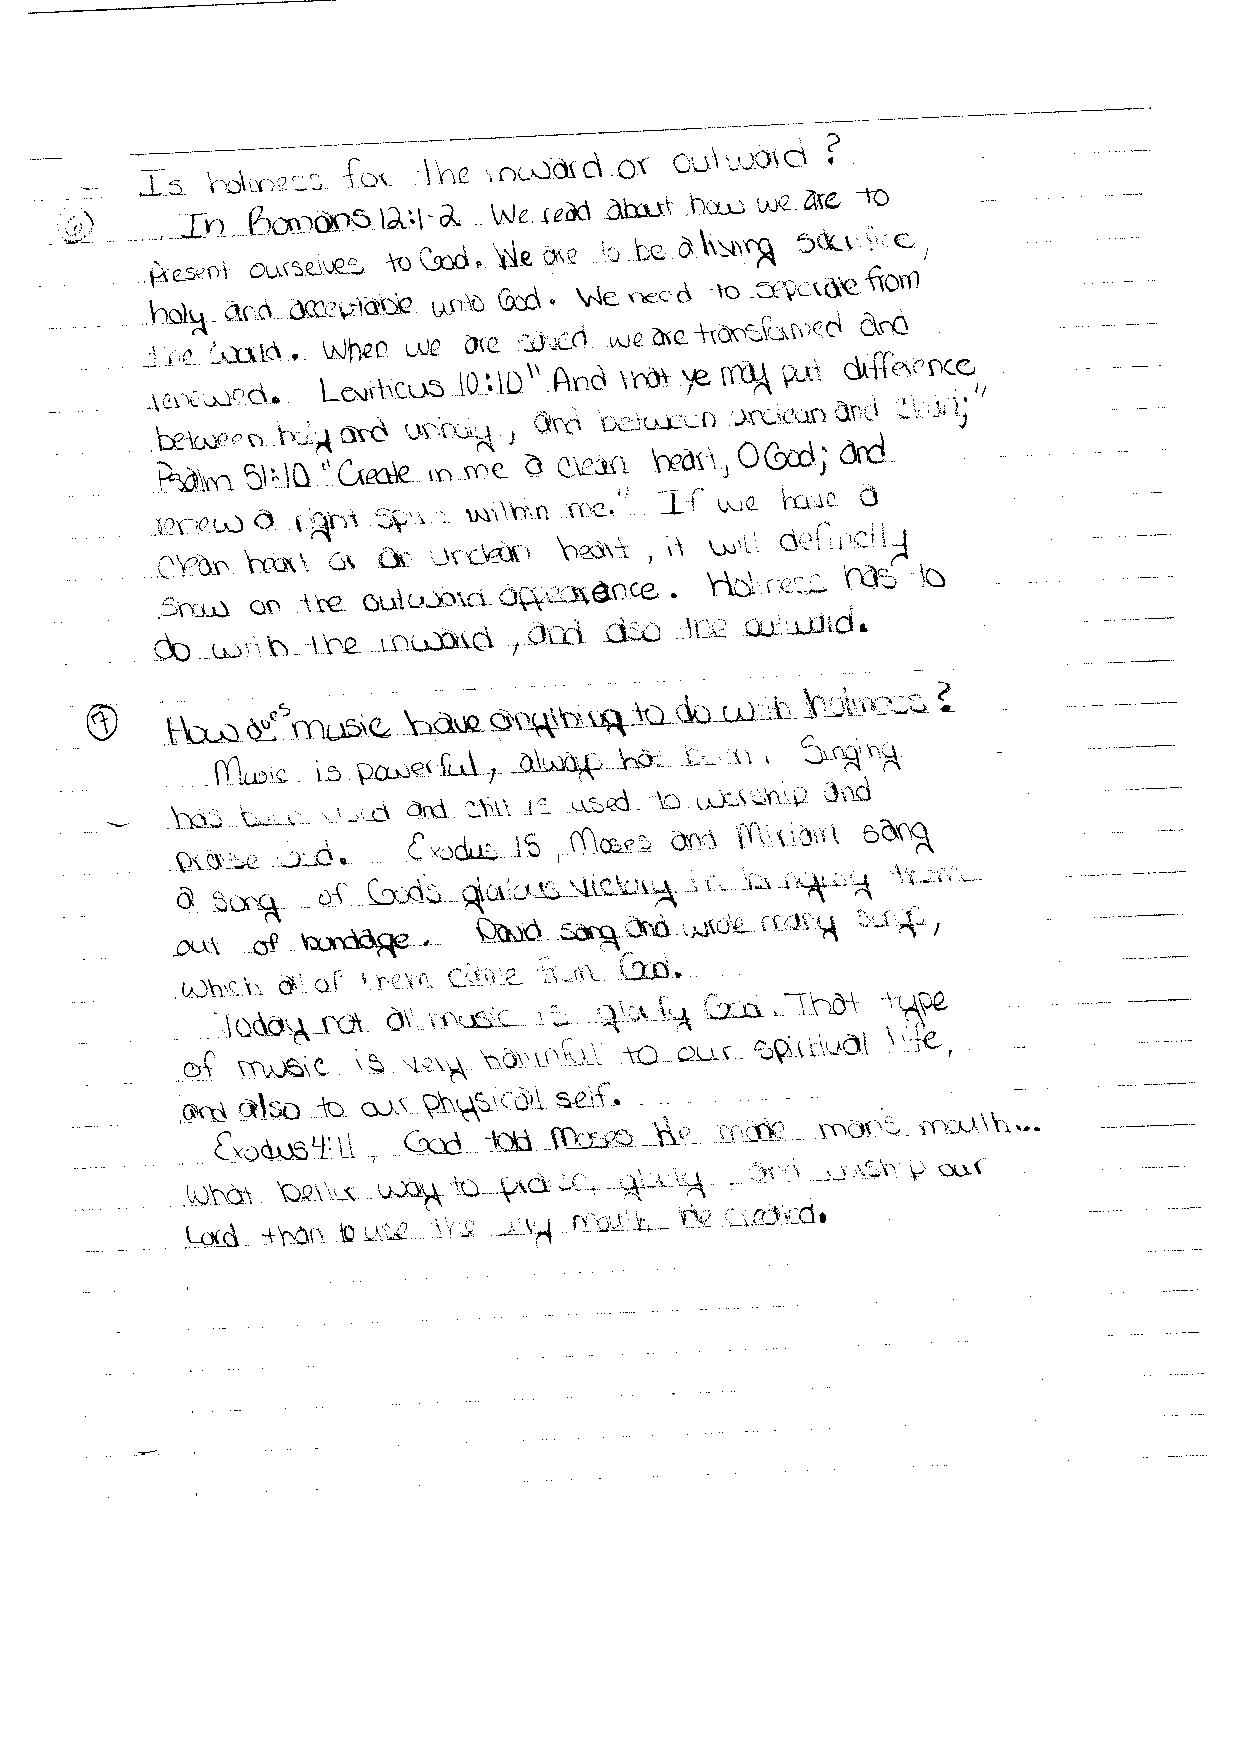 Is holiness for the inward or outward?
⑥ In Romans 12:1-2 We read about how we are to
present ourselves to God. We are to be a living sacrifice,
holy and acceptable unto God. We need to seperate from
the world. When we are saved we are transformed and
renewed. Leviticus 10:10 "And that ye may put difference
between holy and unholy, and between unclean and clean;"
Psalm 51:10 "Create in me a clean heart, O God; and
renew a right spirit within me." If we have a
clean heart or an unclean heart, it will definetly
show on the outward appearance. Holiness has to
do with the inward, and also the outward.
⑦ How does music have anything to do with holiness?
Music is powerful, always has been. Singing
has been used and still is used to worship and
praise God. Exodus 15, Moses and Miriam sang
a song of God's glorious victory in bringing them
out of bondage. David sang and wrote many songs,
which all of them came from God.
Today not all music is glorify God. That type
of music is very harmful to our spiritual life,
and also to our physical self.
Exodus 4:11, God told Moses He made man's mouth...
What better way to praise, glorify, and worship our
Lord than to use the very mouth He created.